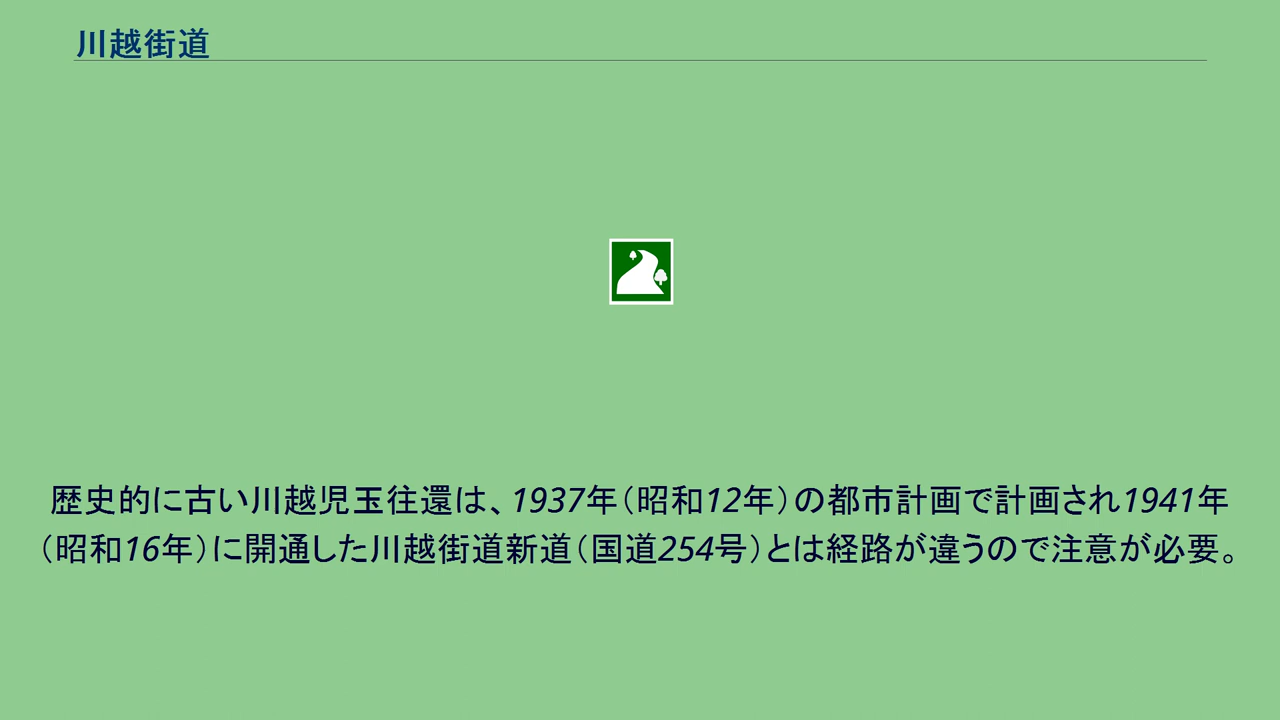 川越街道
歴史的に古い川越児玉往還は、1937年（昭和12年）の都市計画で計画され1941年
（昭和16年）に開通した川越街道新道（国道254号）とは経路が違うので注意が必要。